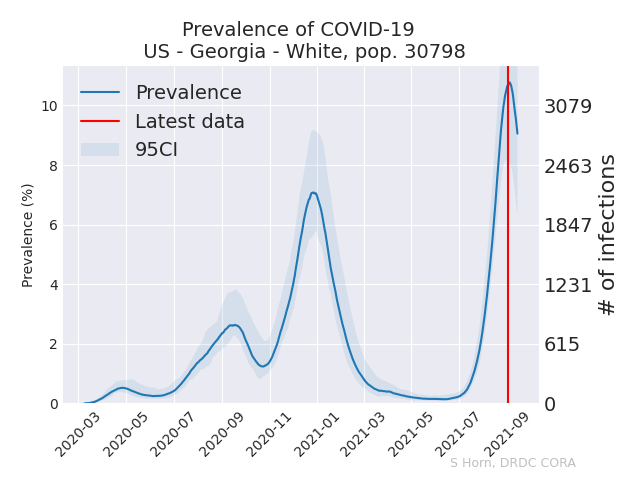 Prevalence of COVID-19
US - Georgia - White, pop. 30798
Prevalence
Latest data
95CI
Prevalence (%)
10
8
6
4
2
0
3079
2463
1847
1231
615
0
# of infections
2020-03
2020-05
2020-07
2020-09
2020-11
2021-01
2021-03
2021-05
2021-07
2021-09
S Horn, DRDC CORA